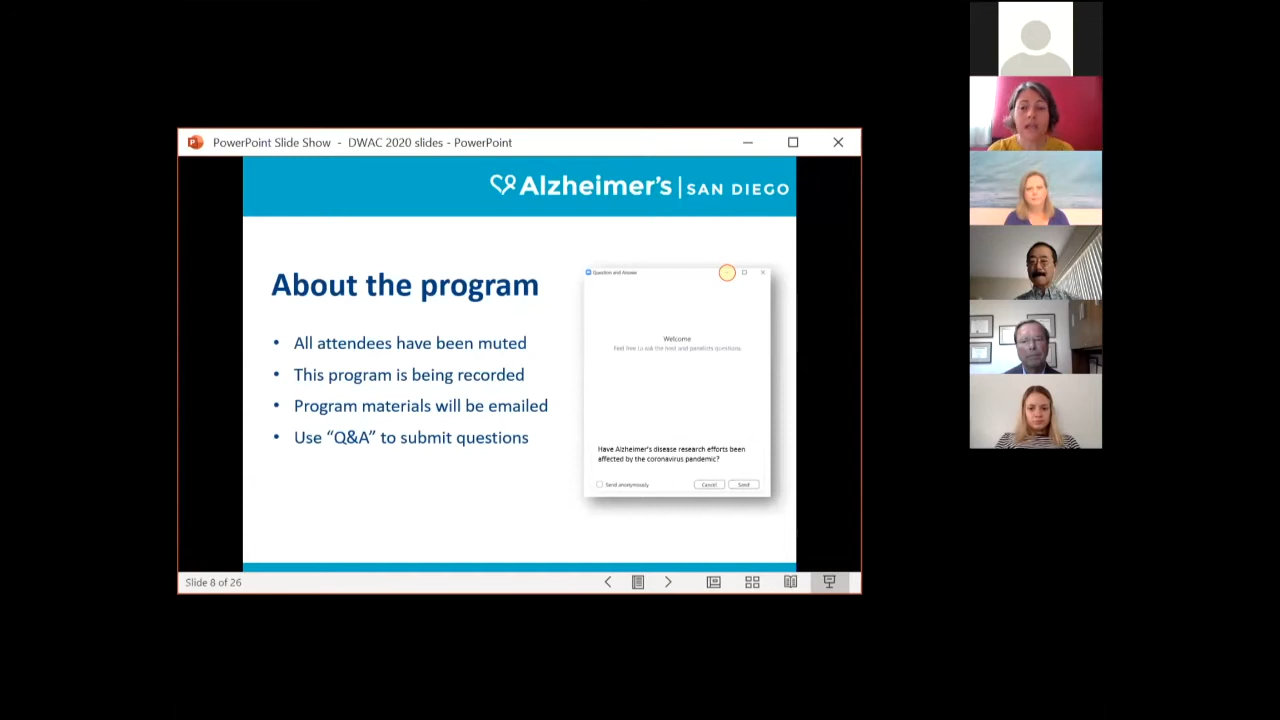 PowerPoint Slide Show - DWAC 2020 slides - PowerPoint
Alzheimer's | SAN DIEGO
About the program
• All attendees have been muted
• This program is being recorded
• Program materials will be emailed
• Use “Q&A” to submit questions
Question and Answer
Welcome
Feel free to ask the host and panelists questions.
Have Alzheimer's disease research efforts been
affected by the coronavirus pandemic?
Send anonymously
Cancel
Send
Slide 8 of 26